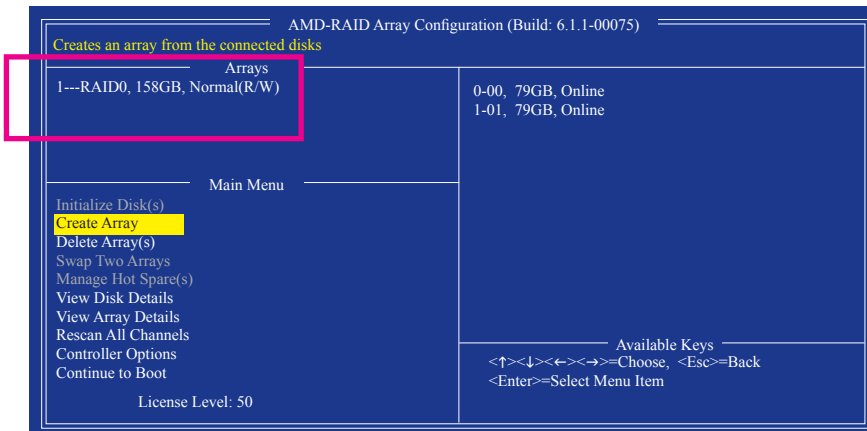 AMD-RAID Array Configuration (Build: 6.1.1-00075)
Creates an array from the connected disks
Arrays
1---RAID0, 158GB, Normal(R/W)
0-00, 79GB, Online
1-01, 79GB, Online
Main Menu
Initialize Disk(s)
Create Array
Delete Array(s)
Swap Two Arrays
Manage Hot Spare(s)
View Disk Details
View Array Details
Rescan All Channels
Controller Options
Continue to Boot
License Level: 50
Available Keys
<↑><↓><←><→>=Choose, <Esc>=Back
<Enter>=Select Menu Item